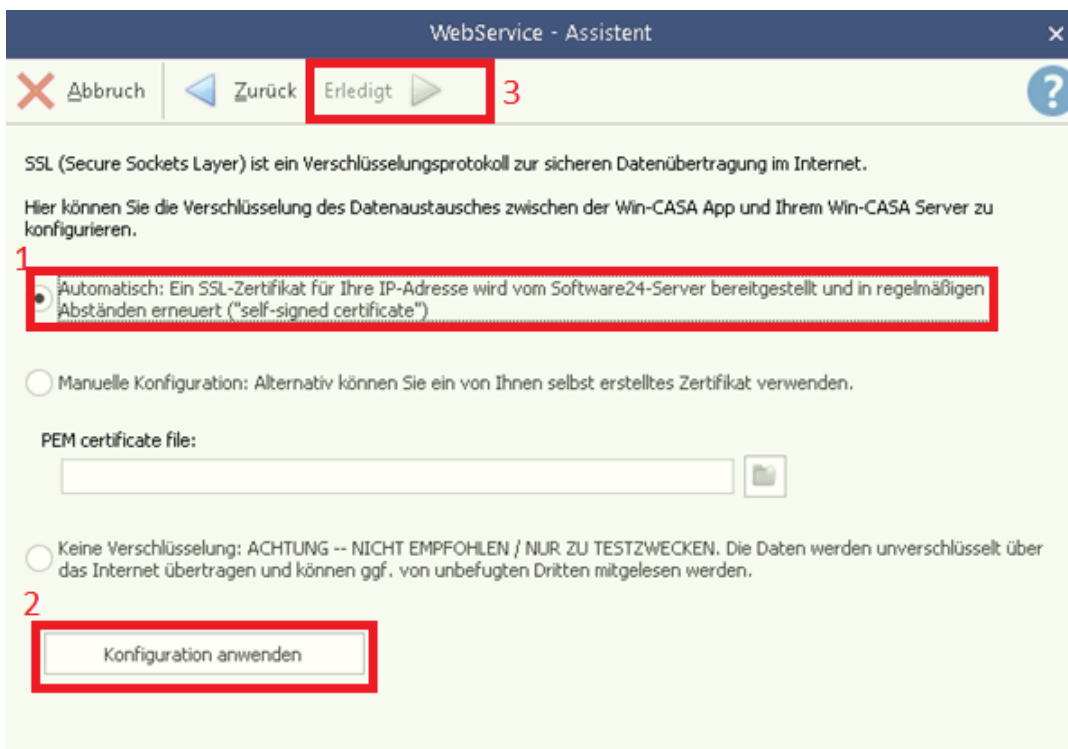 WebService - Assistent
Abbruch
Zurück
Erledigt
3
?
SSL (Secure Sockets Layer) ist ein Verschlüsselungsprotokoll zur sicheren Datenübertragung im Internet.
Hier können Sie die Verschlüsselung des Datenaustausches zwischen der Win-CASA App und Ihrem Win-CASA Server zu
konfigurieren.
1
Automatisch: Ein SSL-Zertifikat für Ihre IP-Adresse wird vom Software24-Server bereitgestellt und in regelmäßigen
Abständen erneuert ("self-signed certificate")
Manuelle Konfiguration: Alternativ können Sie ein von Ihnen selbst erstelltes Zertifikat verwenden.
PEM certificate file:
Keine Verschlüsselung: ACHTUNG -- NICHT EMPFOHLEN / NUR ZU TESTZWECKEN. Die Daten werden unverschlüsselt über
das Internet übertragen und können ggf. von unbefugten Dritten mitgelesen werden.
2
Konfiguration anwenden